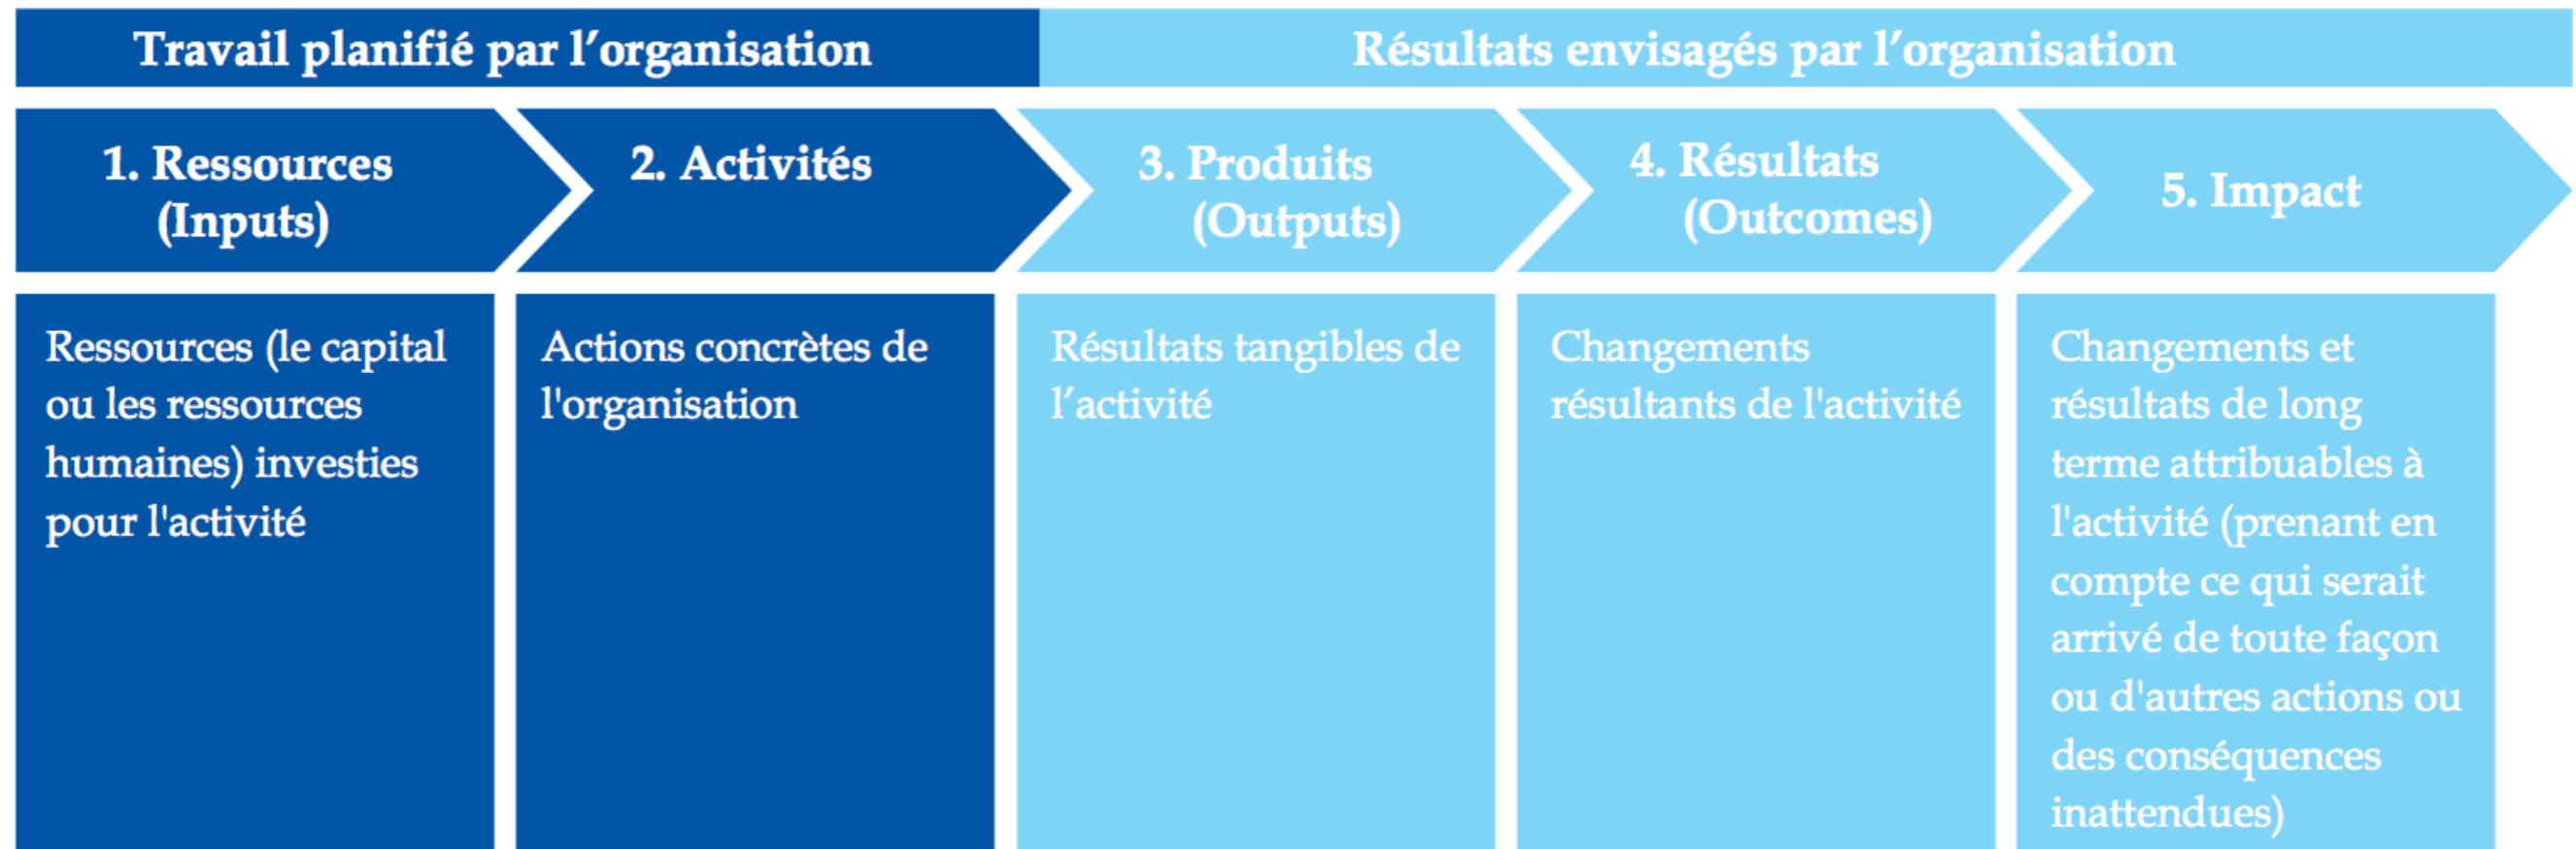 Travail planifié par l’organisation
Résultats envisagés par l’organisation
1. Ressources
(Inputs)
2. Activités
3. Produits
(Outputs)
4. Résultats
(Outcomes)
5. Impact
Ressources (le capital
ou les ressources
humaines) investies
pour l'activité
Actions concrètes de
l'organisation
Résultats tangibles de
l’activité
Changements
résultants de l'activité
Changements et
résultats de long
terme attribuables à
l'activité (prenant en
compte ce qui serait
arrivé de toute façon
ou d'autres actions ou
des conséquences
inattendues)